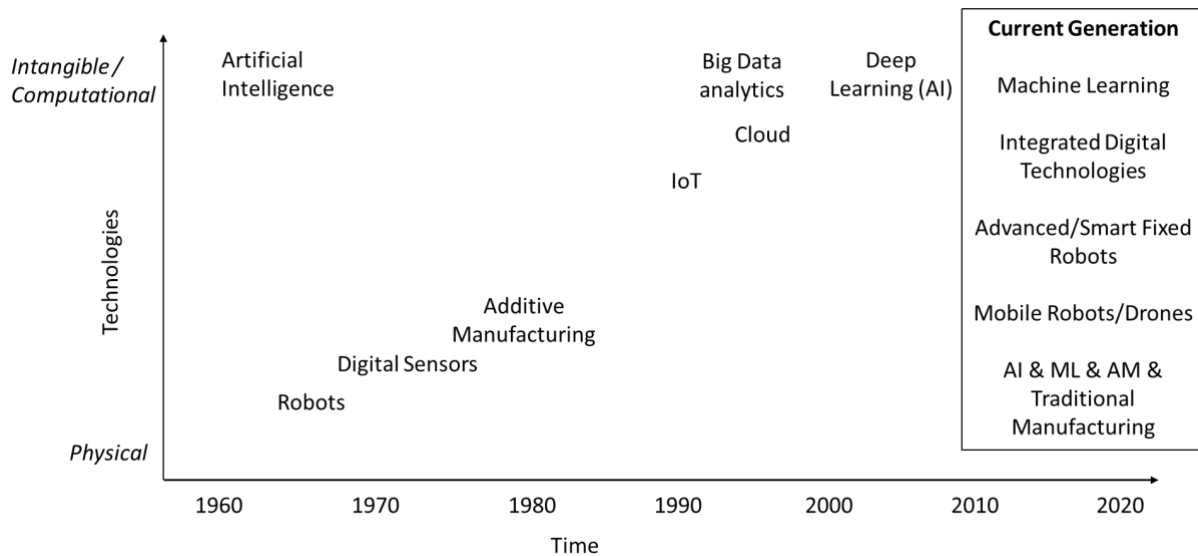 Current Generation
Intangible /
Computational
Artificial
Intelligence
Big Data
analytics
Deep
Learning (AI)
Machine Learning
Cloud
Integrated Digital
Technologies
IoT
Technologies
Advanced/Smart Fixed
Robots
Additive
Manufacturing
Mobile Robots/Drones
Digital Sensors
Robots
AI & ML & AM &
Traditional
Manufacturing
Physical
1960 1970 1980 1990 2000 2010 2020
Time